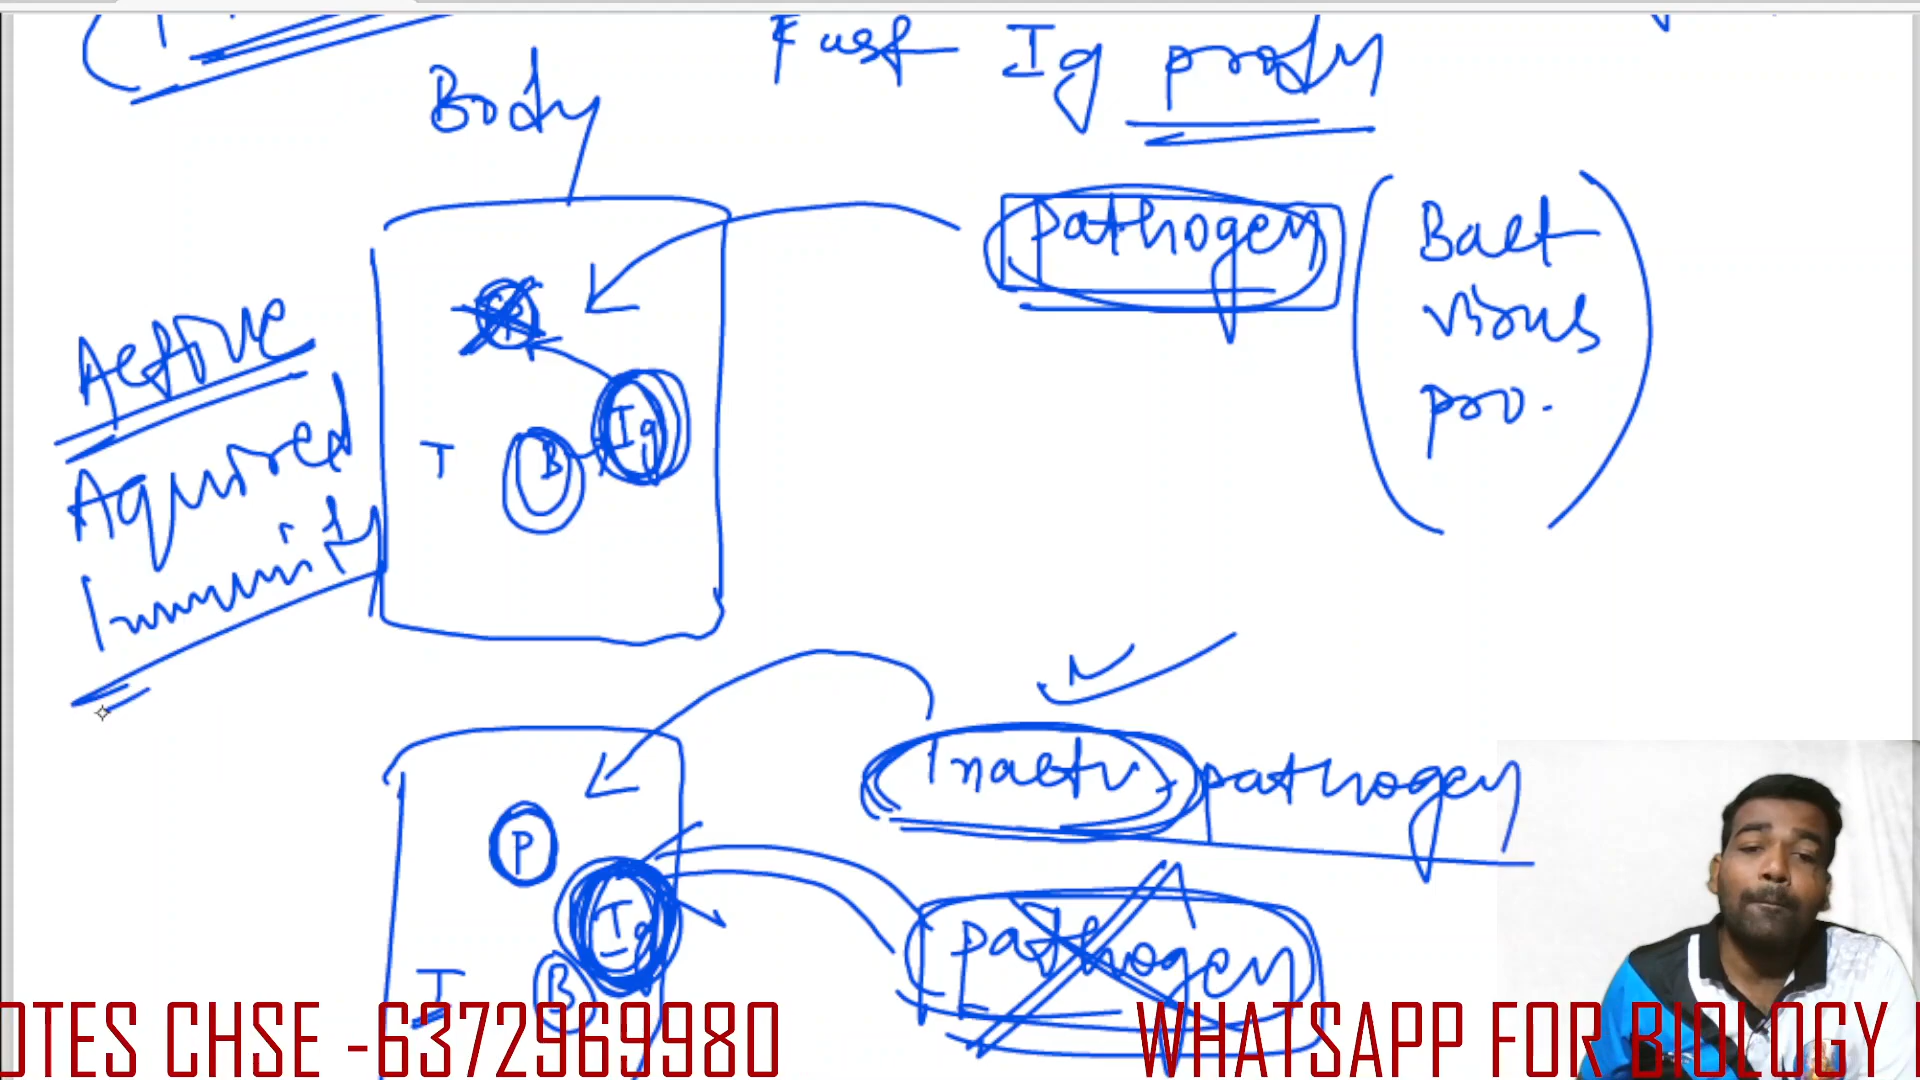 Fast Ig prody
Body
pathogen
Bact
virus
pro.
P
Ig
T B
Active
Aquired
Immunity
Inactv pathogen
P
pathogen
Ig
T B
OTES CHSE -6372969980 WHATSAPP FOR BIOLOGY